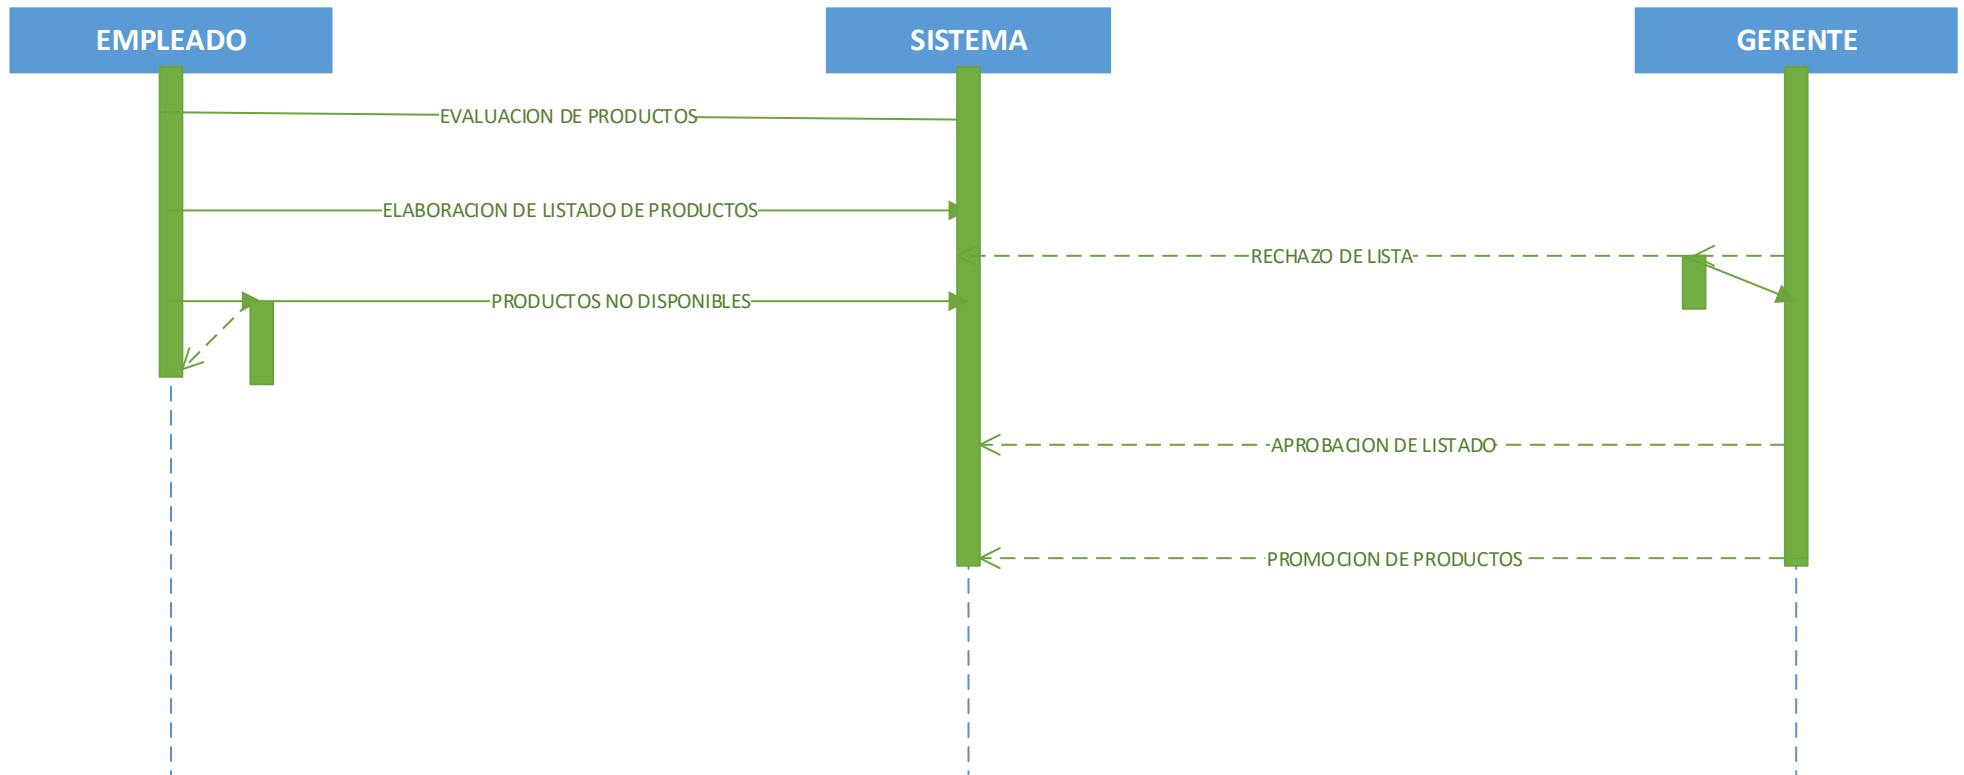 EMPLEADO
SISTEMA
GERENTE
EVALUACION DE PRODUCTOS
ELABORACION DE LISTADO DE PRODUCTOS
RECHAZO DE LISTA
PRODUCTOS NO DISPONIBLES
APROBACION DE LISTADO
PROMOCION DE PRODUCTOS